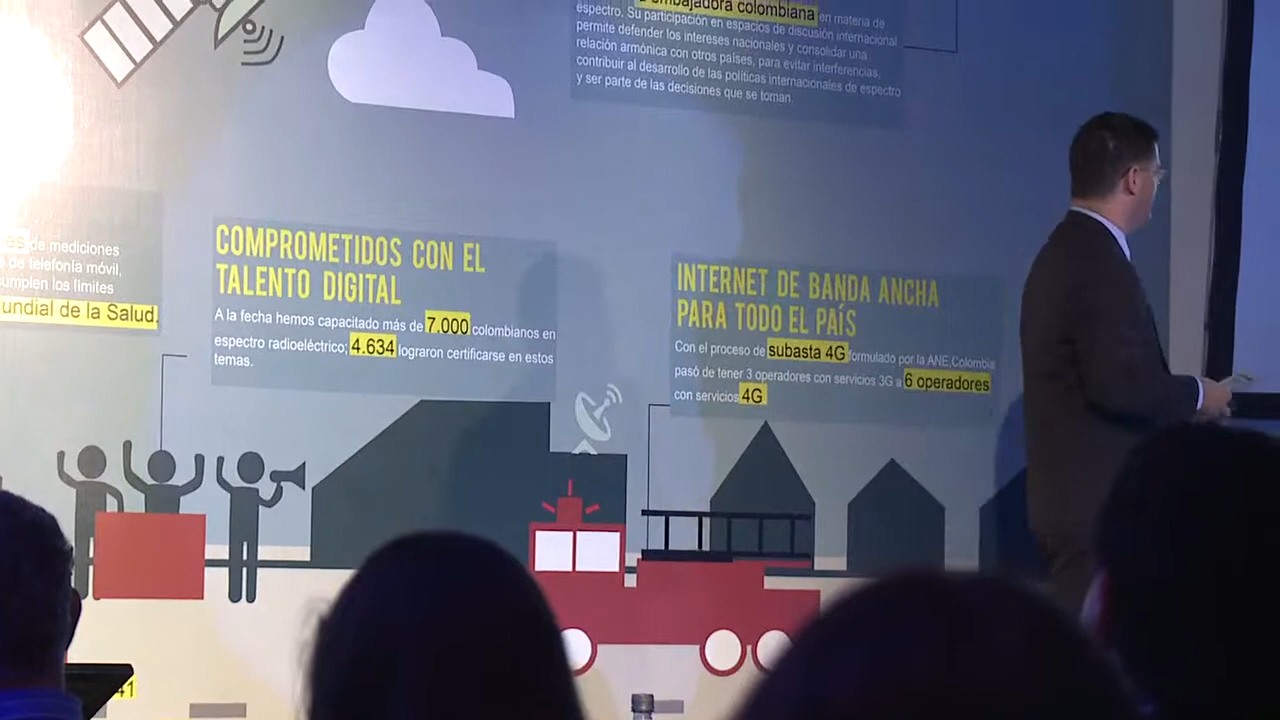 embajadora colombiana en materia de
espectro. Su participación en espacios de discusión internacional
permite defender los intereses nacionales y consolidar una
relación armónica con otros países, para evitar interferencias,
contribuir al desarrollo de las políticas internacionales de espectro
y ser parte de las decisiones que se toman.
de mediciones
de telefonía móvil,
los límites
de la Salud.
COMPROMETIDOS CON EL
TALENTO DIGITAL
A la fecha hemos capacitado más de 7.000 colombianos en
espectro radioeléctrico; 4.634 lograron certificarse en estos
temas.
INTERNET DE BANDA ANCHA
PARA TODO EL PAÍS
Con el proceso de subasta 4G formulado por la ANE,Colombia
pasó de tener 3 operadores con servicios 3G a 6 operadores
con servicios 4G
41